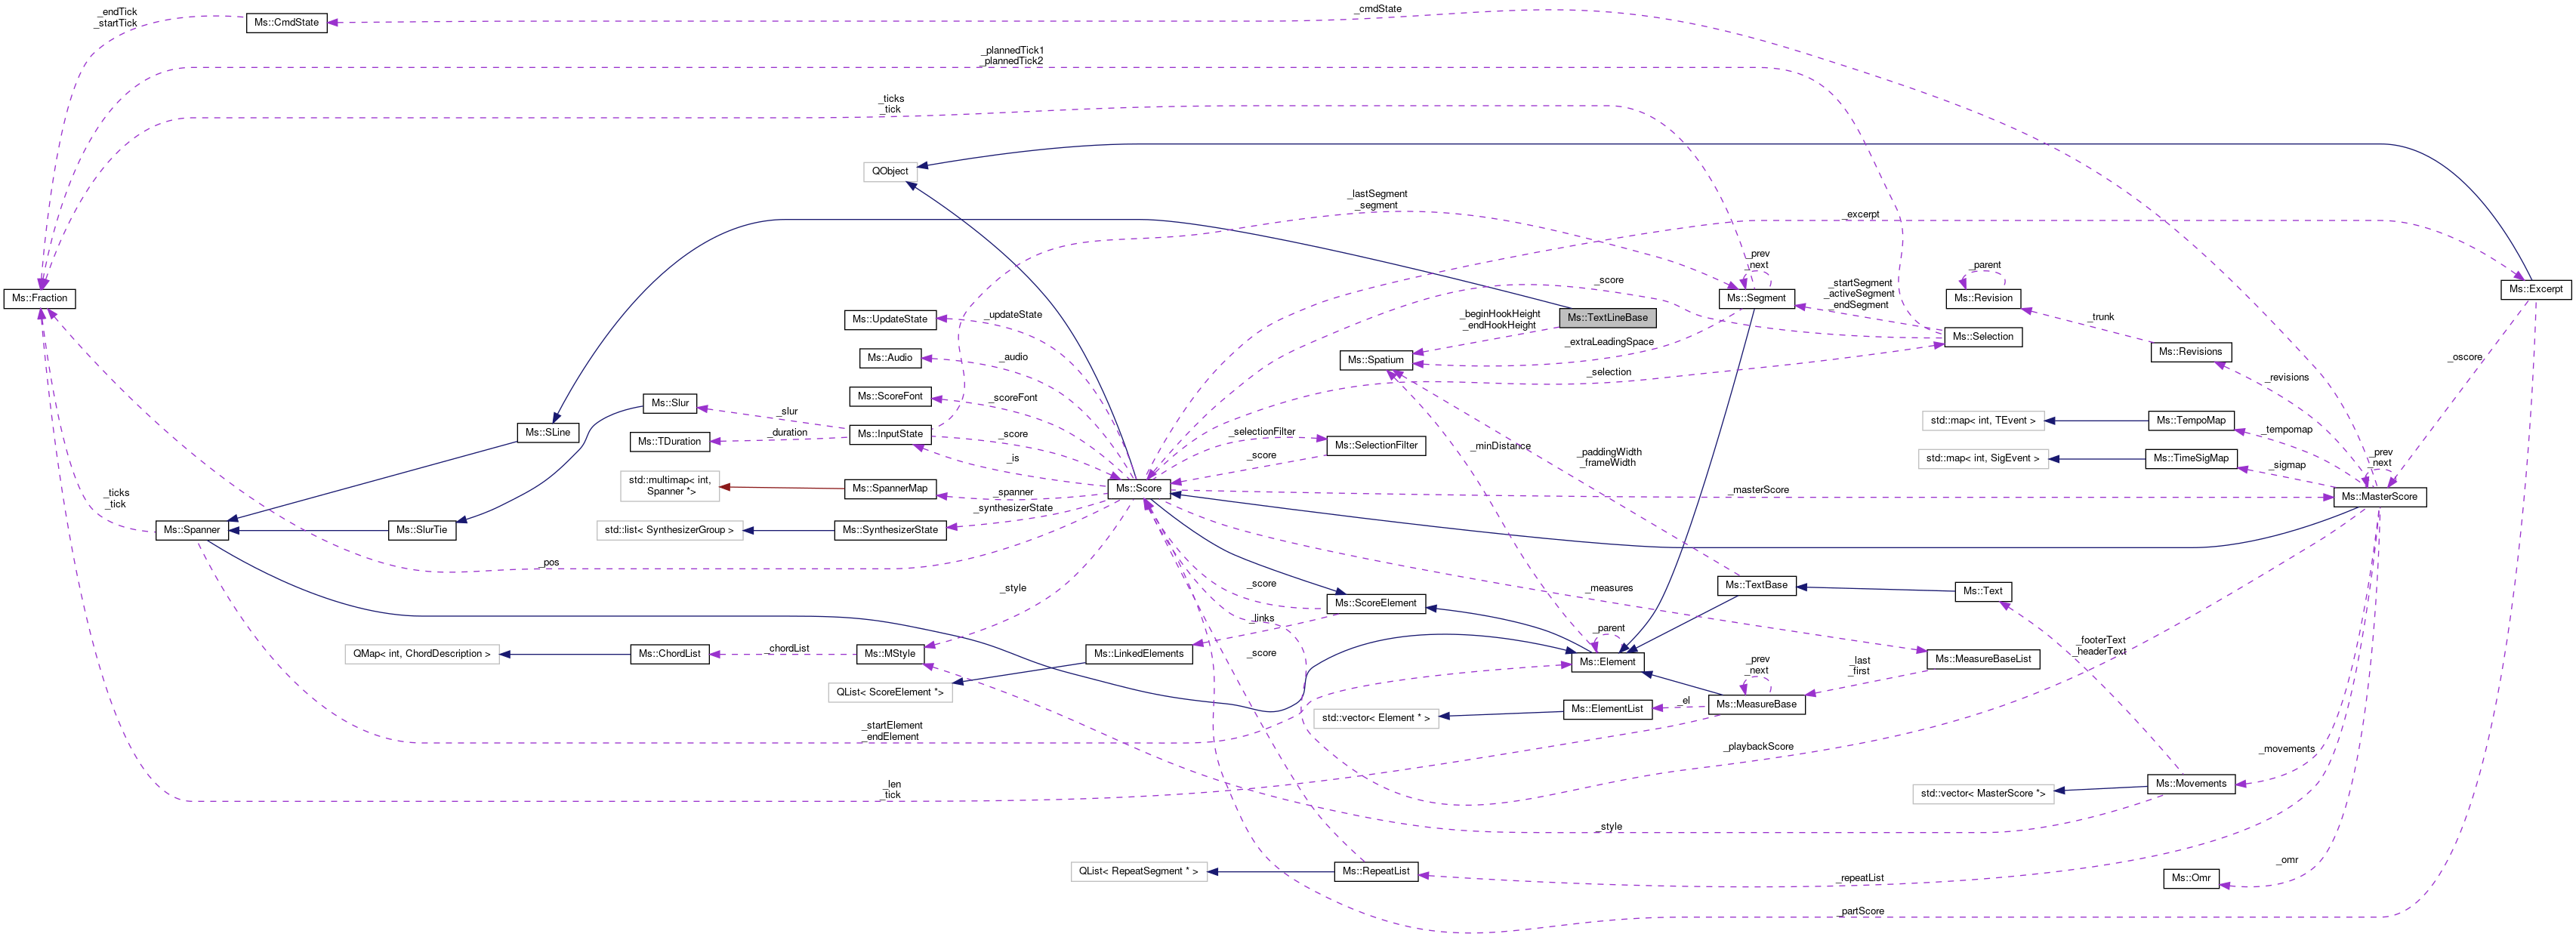 _endTick
_startTick
Ms::CmdState
_cmdState
_plannedTick1
_plannedTick2
_ticks
_tick
QObject
_lastSegment
_segment
_excerpt
_prev
_next
_parent
_score
_startSegment
_activeSegment
_endSegment
Ms::Fraction
Ms::Segment
Ms::Revision
Ms::Excerpt
Ms::UpdateState
_updateState
_beginHookHeight
_endHookHeight
Ms::TextLineBase
_trunk
Ms::Selection
Ms::Audio
_audio
Ms::Spatium
_extraLeadingSpace
Ms::Revisions
_oscore
_selection
_revisions
Ms::ScoreFont
_scoreFont
Ms::Slur
_slur
Ms::SLine
Ms::TDuration
_duration
Ms::InputState
_score
_selectionFilter
Ms::SelectionFilter
_minDistance
std::map< int, TEvent >
Ms::TempoMap
_tempomap
_is
_score
_paddingWidth
_frameWidth
std::map< int, SigEvent >
Ms::TimeSigMap
_sigmap
_prev
_next
std::multimap< int,
Spanner *>
Ms::SpannerMap
_spanner
Ms::Score
_masterScore
Ms::MasterScore
_ticks
_tick
Ms::Spanner
Ms::SlurTie
std::list< SynthesizerGroup >
Ms::SynthesizerState
_synthesizerState
_pos
_style
_score
Ms::ScoreElement
_measures
Ms::TextBase
Ms::Text
_links
_parent
_footerText
_headerText
QMap< int, ChordDescription >
Ms::ChordList
_chordList
Ms::MStyle
Ms::LinkedElements
_score
Ms::Element
_prev
_next
_last
_first
Ms::MeasureBaseList
QList< ScoreElement *>
std::vector< Element * >
Ms::ElementList
_el
Ms::MeasureBase
_startElement
_endElement
_playbackScore
_movements
_len
_tick
std::vector< MasterScore *>
Ms::Movements
_style
QList< RepeatSegment * >
Ms::RepeatList
_repeatList
_omr
Ms::Omr
_partScore